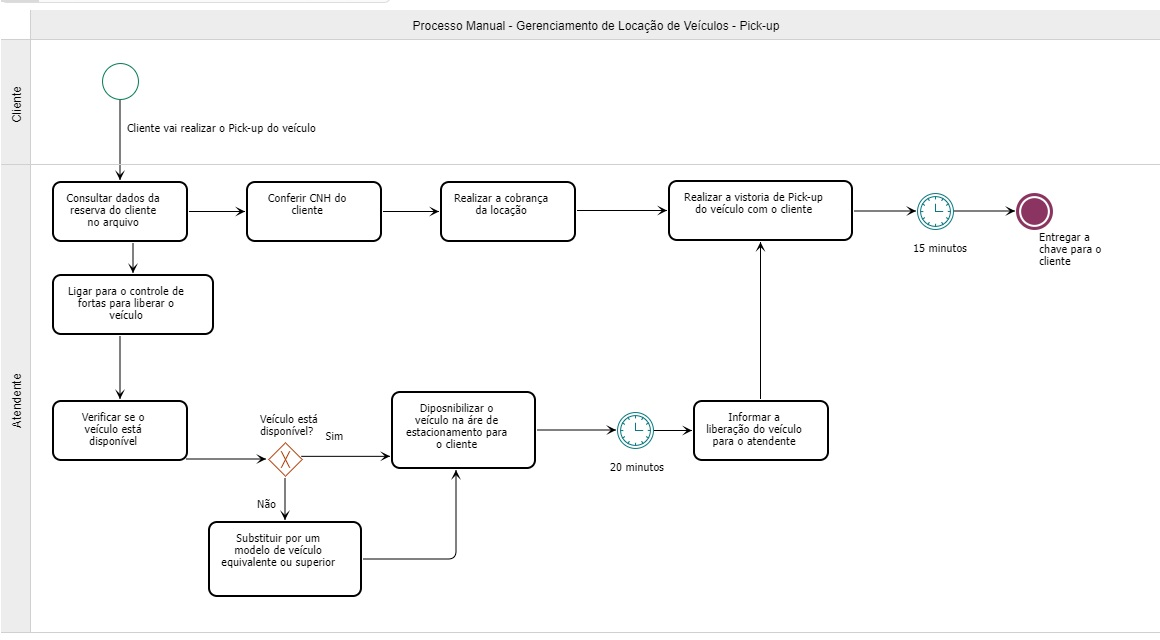 Processo Manual - Gerenciamento de Locação de Veículos - Pick-up
Cliente
Cliente vai realizar o Pick-up do veículo
Atendente
Consultar dados da
reserva do cliente
no arquivo
Conferir CNH do
cliente
Realizar a cobrança
da locação
Realizar a vistoria de Pick-up
do veículo com o cliente
15 minutos
Entregar a
chave para o
cliente
Ligar para o controle de
fortas para liberar o
veículo
Verificar se o
veículo está
disponível
Veículo está
disponível?
Sim
Não
Diposnibilizar o
veículo na áre de
estacionamento para
o cliente
20 minutos
Informar a
liberação do veículo
para o atendente
Substituir por um
modelo de veículo
equivalente ou superior